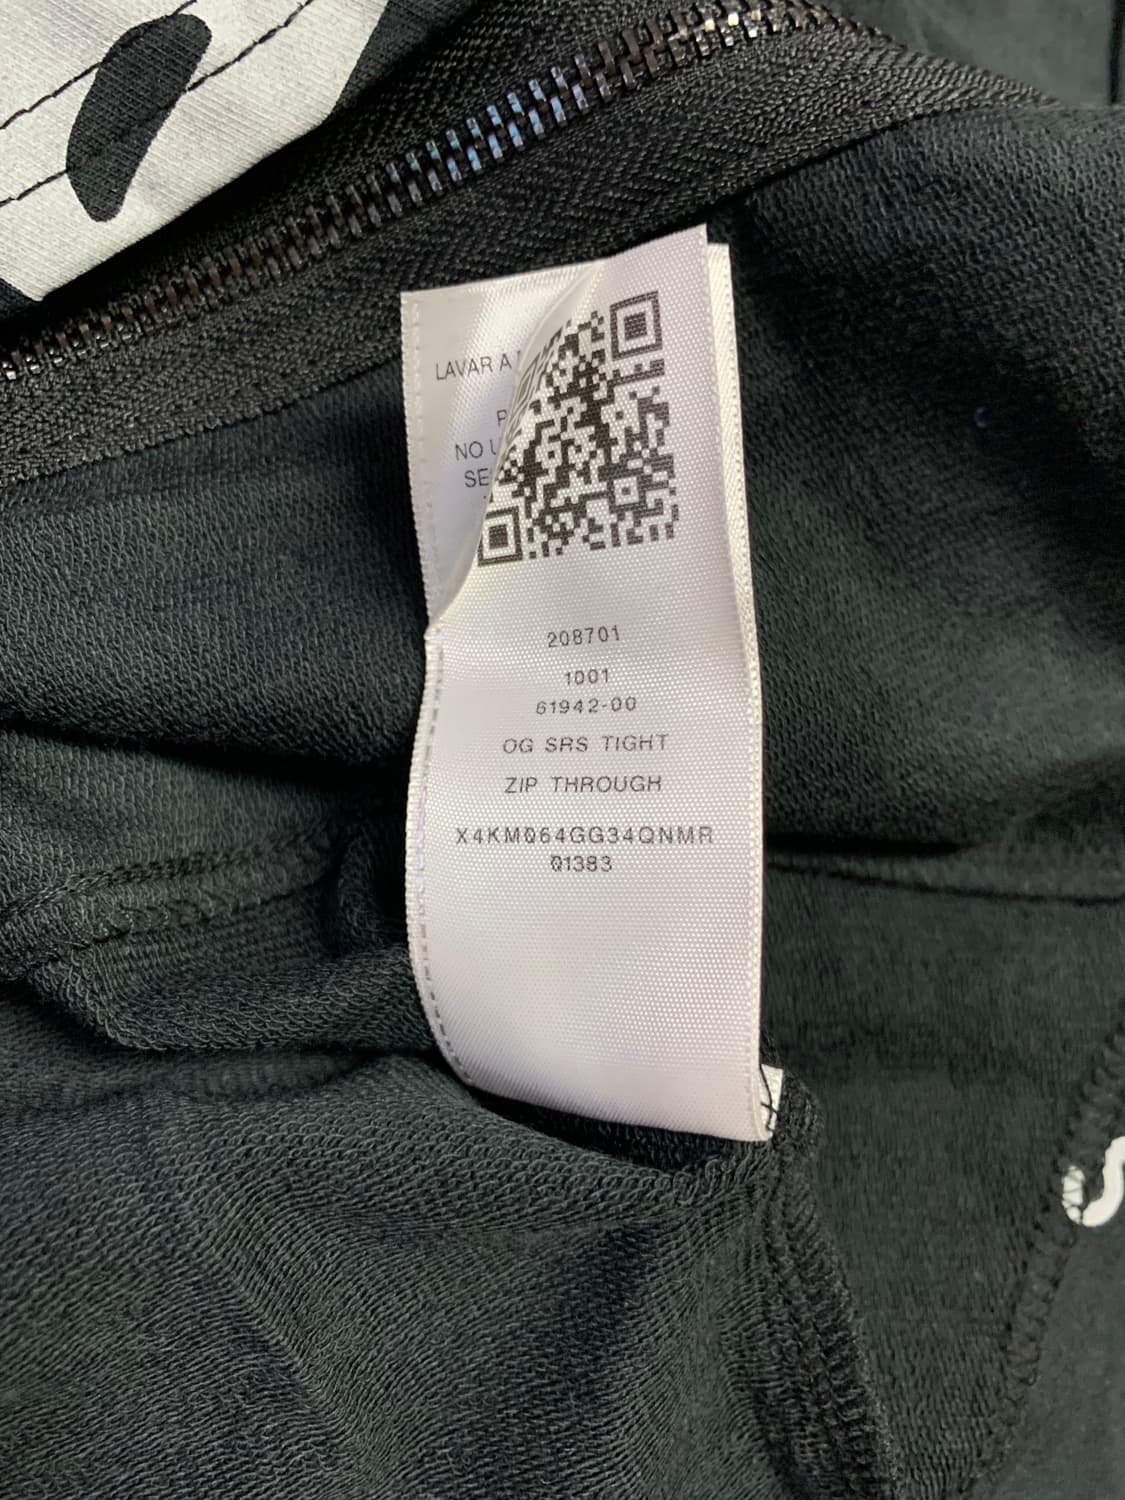 LAVAR A
NO
SE
208701
1001
61942-00
OG SRS TIGHT
ZIP THROUGH
X4KM064GG34QNMR
01383